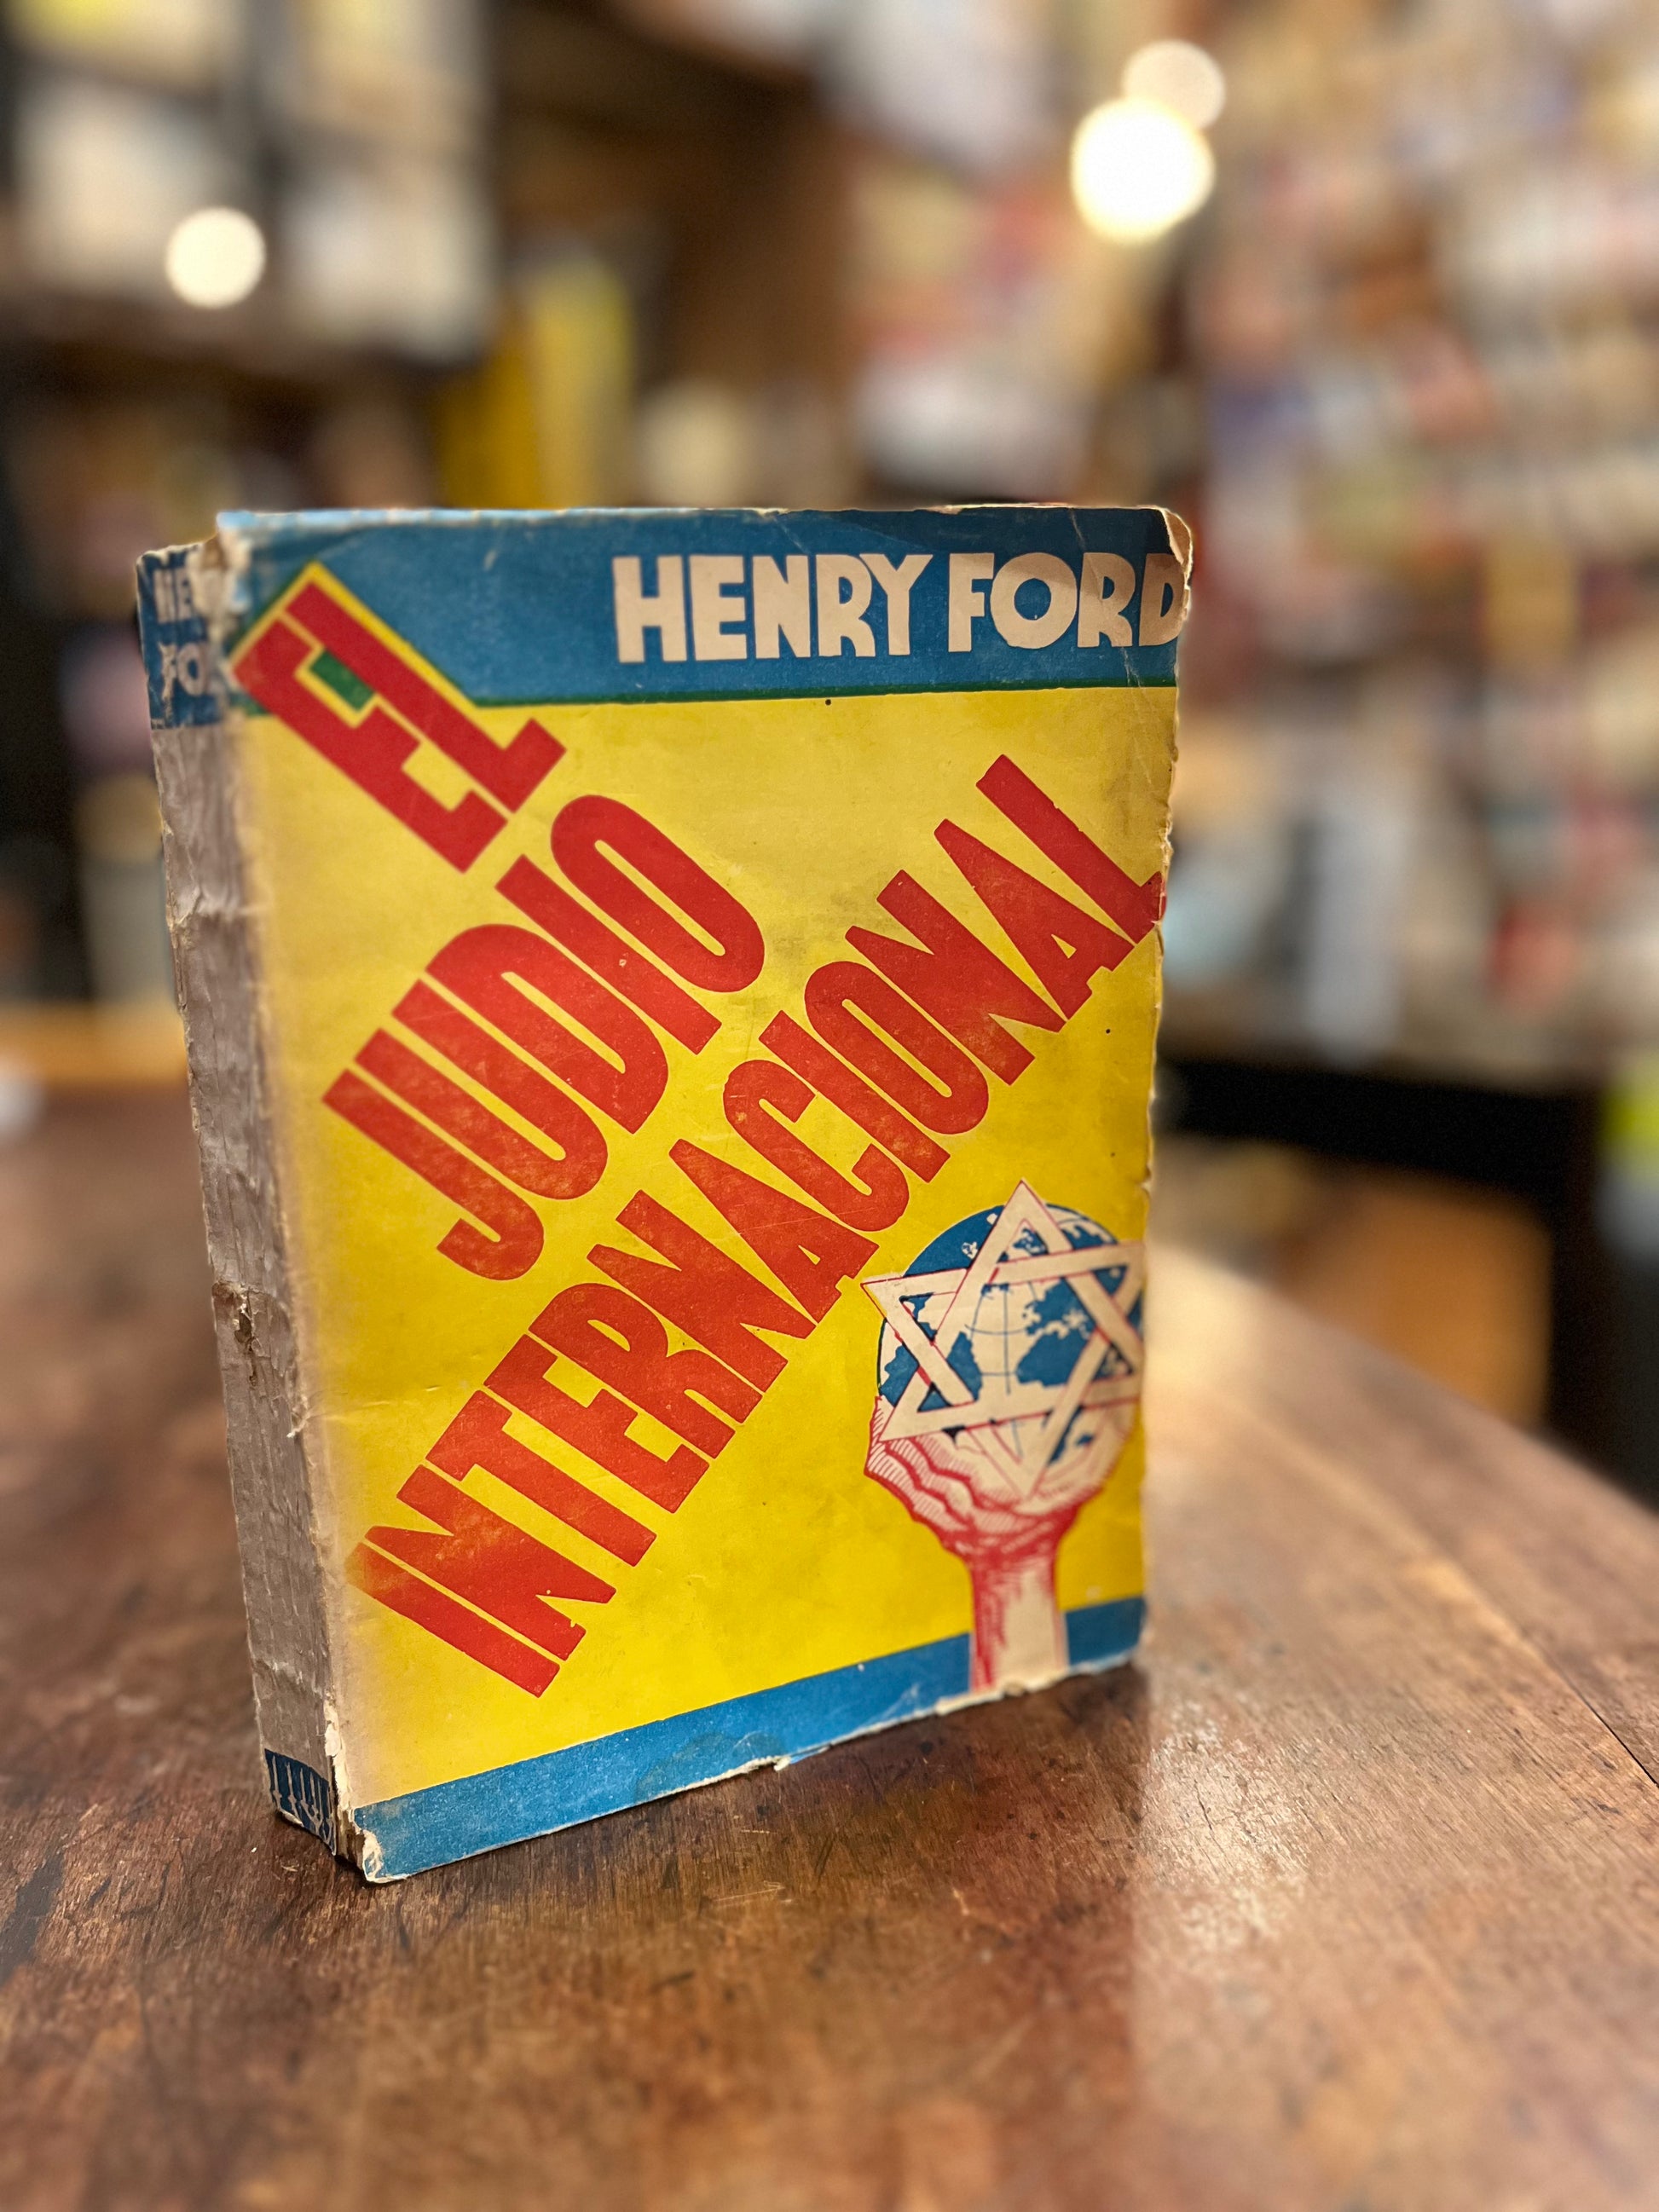 HENRY FORD
EL
JUDIO
INTERNACIONAL